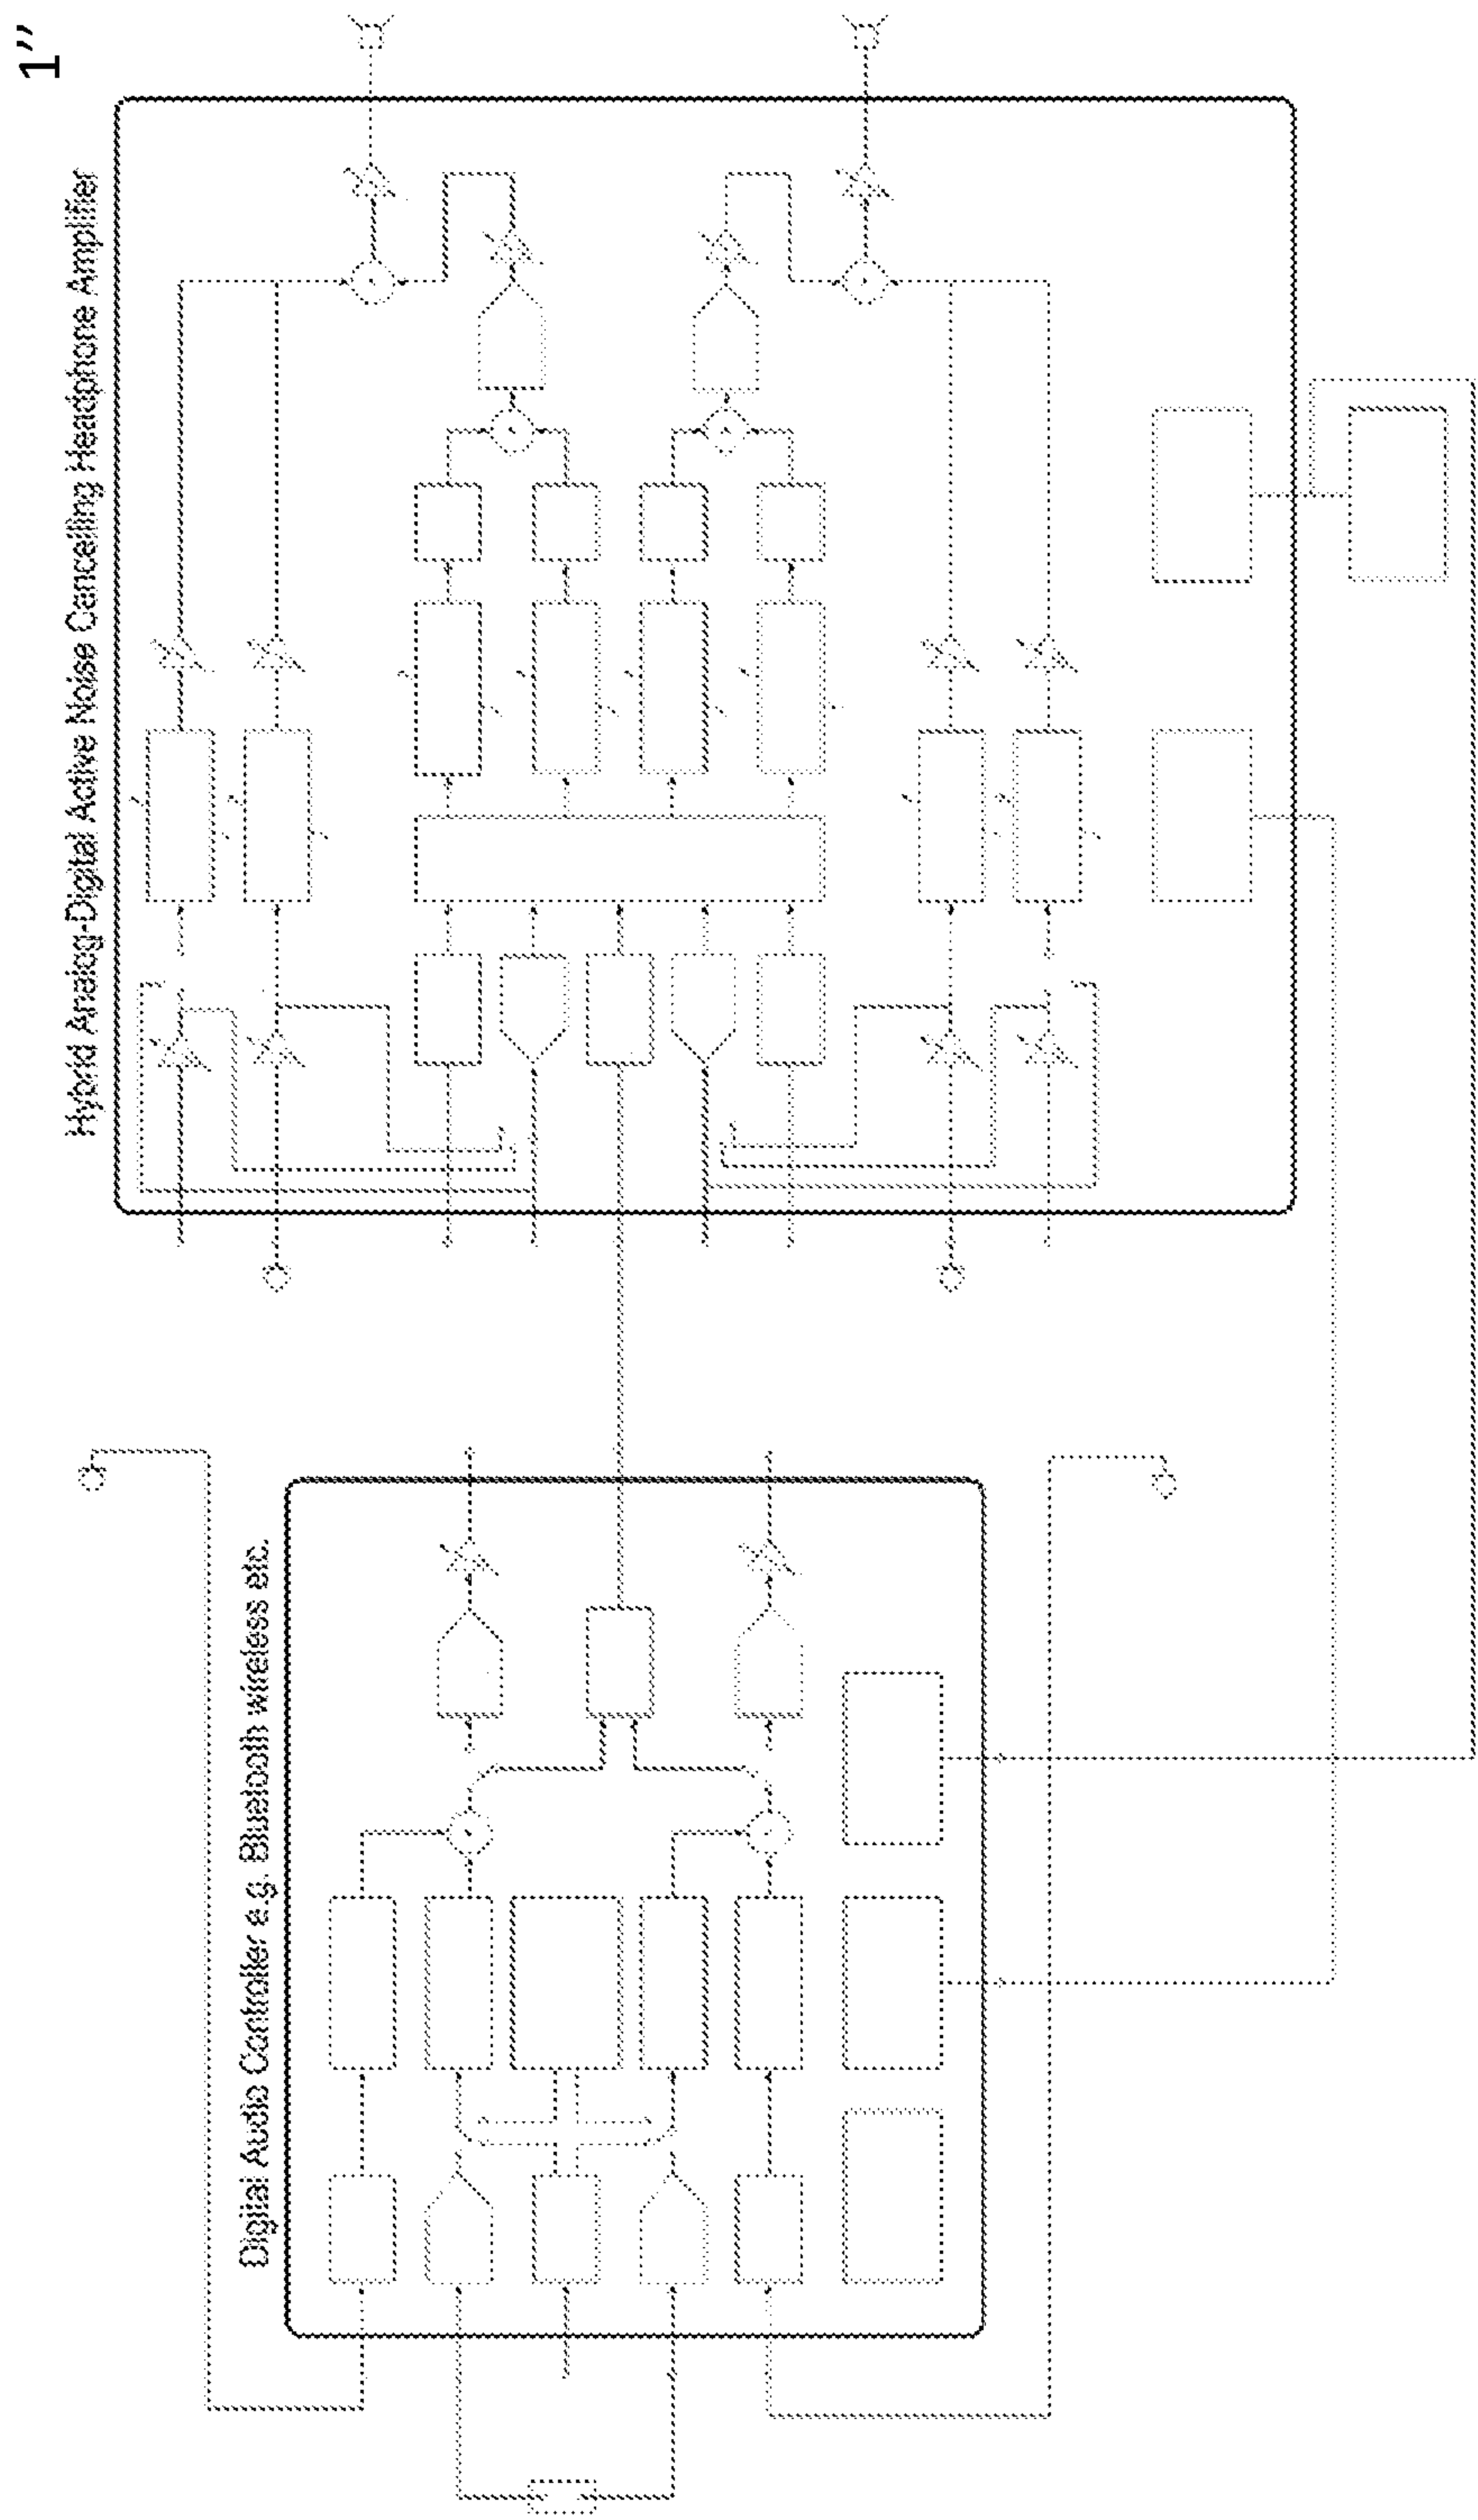 1’’
Hybrid Analog-Digital Active Noise Cancelling Headphone Amplifier
Digital Audio Controller e.g. Bluetooth wireless etc.